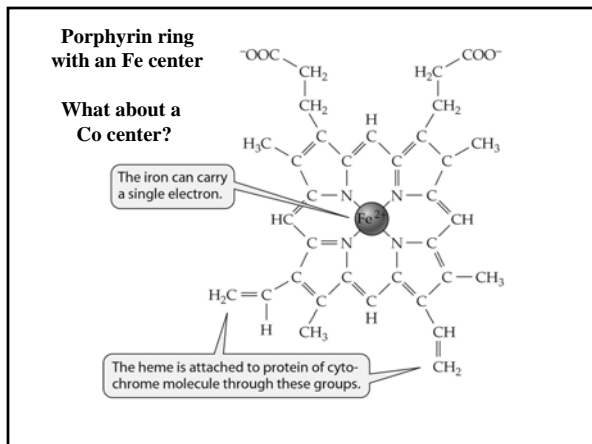 Porphyrin ring
with an Fe center
What about a
Co center?
⁻OOC COO⁻
CH₂ H₂C
CH₂ H CH₂
C C C
H₃C C C C C CH₃
C C C C
The iron can carry
a single electron.
C N N C
HC Fe²⁺ CH
C N N C
C C C C CH₃
H₂C C C C C C
H CH₃ C CH
H
CH₂
The heme is attached to protein of cyto-
chrome molecule through these groups.